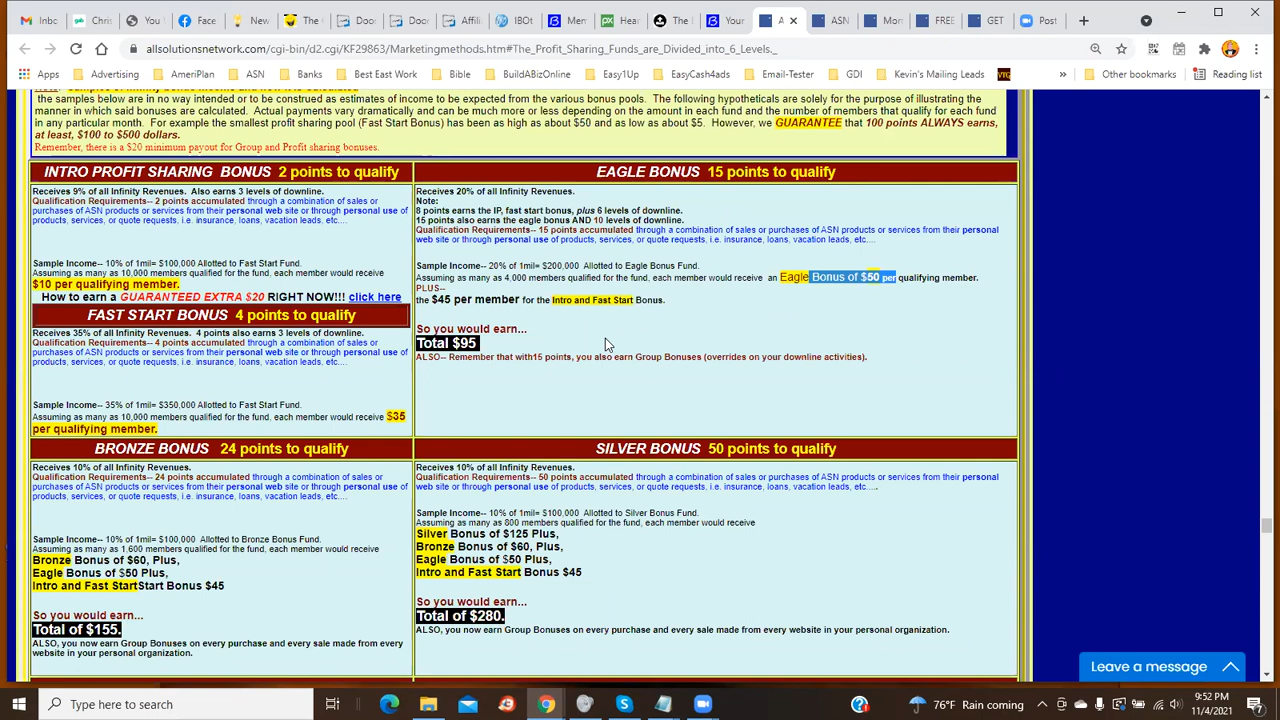 Inbo
Chris
You
Face
New
The
Doo
Doo
Affili
IBOt
Men
Hear
The
Your
A
ASN
Mor
FREE
GET
Post
allsolutionsnetwork.com/cgi-bin/d2.cgi/KF29863/Marketingmethods.htm#The_Profit_Sharing_Funds_are_Divided_into_6_Levels._
Apps
Advertising
AmeriPlan
ASN
Banks
Best East Work
Bible
BuildABizOnline
Easy1Up
EasyCash4ads
Email-Tester
GDI
Kevin's Mailing Leads
VTG
»
Other bookmarks
Reading list
the samples below are in no way intended to be construed as estimates of income to be expected from the various bonus pools. The following hypotheticals are solely for the purpose of illustrating the
manner in which said bonuses are calculated. Actual payments vary dramatically and can be much more or less depending on the amount in each fund and the number of members that qualify for each fund
in any particular month. For example the smallest profit sharing pool (Fast Start Bonus) has been as high as about $50 and as low as about $5. However, we GUARANTEE that 100 points ALWAYS earns,
at least, $100 to $500 dollars.
Remember, there is a $20 minimum payout for Group and Profit sharing bonuses.
INTRO PROFIT SHARING BONUS 2 points to qualify
Receives 9% of all Infinity Revenues. Also earns 3 levels of downline.
Qualification Requirements-- 2 points accumulated through a combination of sales or
purchases of ASN products or services from their personal web site or through personal use of
products, services, or quote requests, i.e. insurance, loans, vacation leads, etc....
Sample Income-- 10% of 1mil= $100,000 Allotted to Fast Start Fund.
Assuming as many as 10,000 members qualified for the fund, each member would receive
$10 per qualifying member.
How to earn a GUARANTEED EXTRA $20 RIGHT NOW!!! click here
FAST START BONUS 4 points to qualify
Receives 35% of all Infinity Revenues. 4 points also earns 3 levels of downline.
Qualification Requirements-- 4 points accumulated through a combination of sales or
purchases of ASN products or services from their personal web site or through personal use of
products, services, or quote requests, i.e. insurance, loans, vacation leads, etc....
Sample Income-- 35% of 1mil= $350,000 Allotted to Fast Start Fund.
Assuming as many as 10,000 members qualified for the fund, each member would receive $35
per qualifying member.
EAGLE BONUS 15 points to qualify
Receives 20% of all Infinity Revenues.
Note:
8 points earns the IP, fast start bonus, plus 6 levels of downline.
15 points also earns the eagle bonus AND 10 levels of downline.
Qualification Requirements-- 15 points accumulated through a combination of sales or purchases of ASN products or services from their personal
web site or through personal use of products, services, or quote requests, i.e. insurance, loans, vacation leads, etc....
Sample Income-- 20% of 1mil= $200,000 Allotted to Eagle Bonus Fund.
Assuming as many as 4,000 members qualified for the fund, each member would receive an Eagle Bonus of $50 per qualifying member.
PLUS--
the $45 per member for the Intro and Fast Start Bonus.
So you would earn...
Total $95
ALSO-- Remember that with15 points, you also earn Group Bonuses (overrides on your downline activities).
BRONZE BONUS 24 points to qualify
Receives 10% of all Infinity Revenues.
Qualification Requirements-- 24 points accumulated through a combination of sales or
purchases of ASN products or services from their personal web site or through personal use of
products, services, or quote requests, i.e. insurance, loans, vacation leads, etc....
Sample Income-- 10% of 1mil= $100,000 Allotted to Bronze Bonus Fund.
Assuming as many as 1,600 members qualified for the fund, each member would receive
Bronze Bonus of $60, Plus,
Eagle Bonus of $50 Plus,
Intro and Fast StartStart Bonus $45
So you would earn...
Total of $155.
ALSO, you now earn Group Bonuses on every purchase and every sale made from every
website in your personal organization.
SILVER BONUS 50 points to qualify
Receives 10% of all Infinity Revenues.
Qualification Requirements-- 50 points accumulated through a combination of sales or purchases of ASN products or services from their personal
web site or through personal use of products, services, or quote requests, i.e. insurance, loans, vacation leads, etc....
Sample Income-- 10% of 1mil= $100,000 Allotted to Silver Bonus Fund.
Assuming as many as 800 members qualified for the fund, each member would receive
Silver Bonus of $125 Plus,
Bronze Bonus of $60, Plus,
Eagle Bonus of $50 Plus,
Intro and Fast Start Bonus $45
So you would earn...
Total of $280.
ALSO, you now earn Group Bonuses on every purchase and every sale made from every website in your personal organization.
Leave a message
Type here to search
76°F Rain coming
9:52 PM
11/4/2021